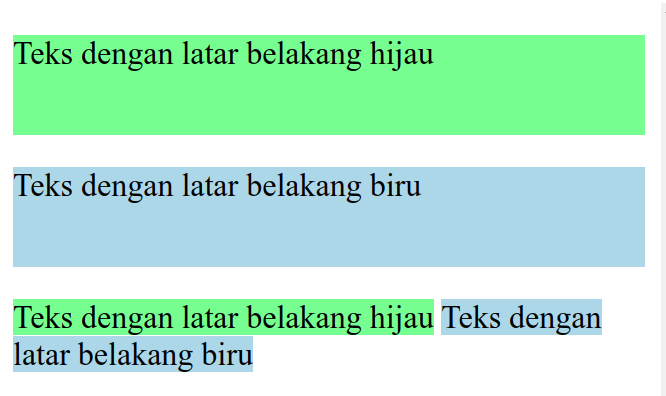 Teks dengan latar belakang hijau
Teks dengan latar belakang biru
Teks dengan latar belakang hijau Teks dengan
latar belakang biru